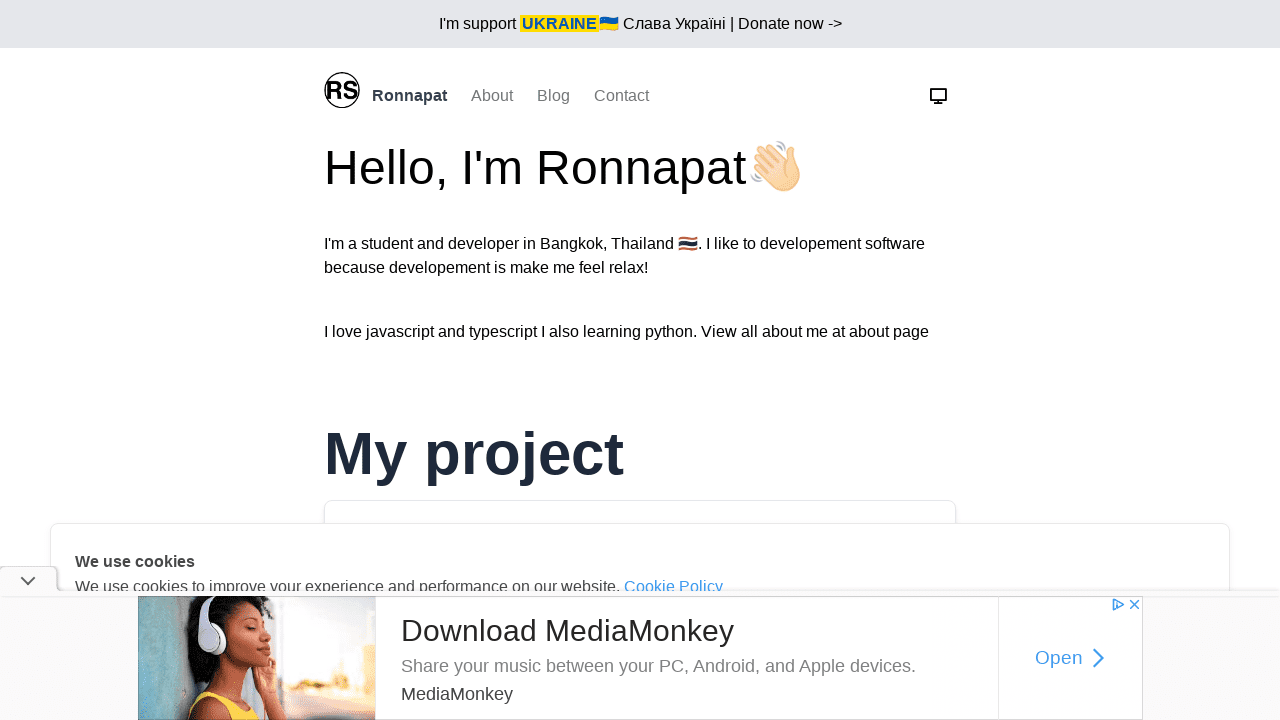 I'm support UKRAINE🇺🇦 Слава Україні | Donate now ->
RS Ronnapat About Blog Contact
Hello, I'm Ronnapat👋🏻
I'm a student and developer in Bangkok, Thailand 🇹🇭. I like to developement software
because developement is make me feel relax!
I love javascript and typescript I also learning python. View all about me at about page
My project
We use cookies
We use cookies to improve your experience and performance on our website. Cookie Policy
Download MediaMonkey
Share your music between your PC, Android, and Apple devices.
MediaMonkey
Open